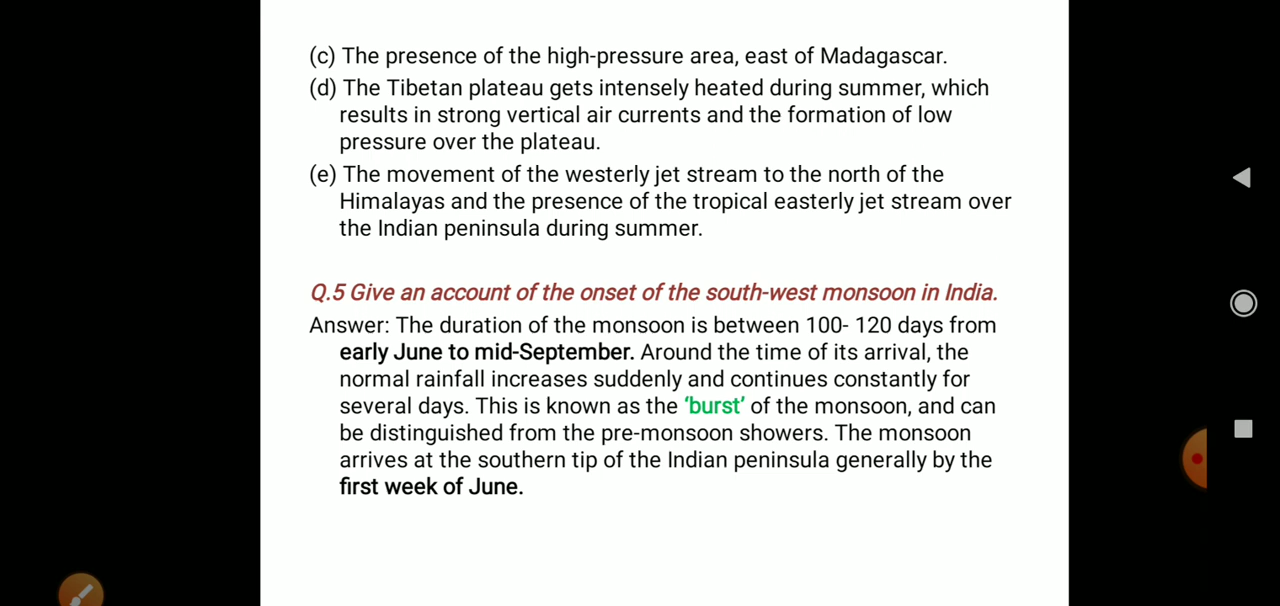 (c) The presence of the high-pressure area, east of Madagascar.
(d) The Tibetan plateau gets intensely heated during summer, which
results in strong vertical air currents and the formation of low
pressure over the plateau.
(e) The movement of the westerly jet stream to the north of the
Himalayas and the presence of the tropical easterly jet stream over
the Indian peninsula during summer.
Q.5 Give an account of the onset of the south-west monsoon in India.
Answer: The duration of the monsoon is between 100- 120 days from
early June to mid-September. Around the time of its arrival, the
normal rainfall increases suddenly and continues constantly for
several days. This is known as the ‘burst’ of the monsoon, and can
be distinguished from the pre-monsoon showers. The monsoon
arrives at the southern tip of the Indian peninsula generally by the
first week of June.